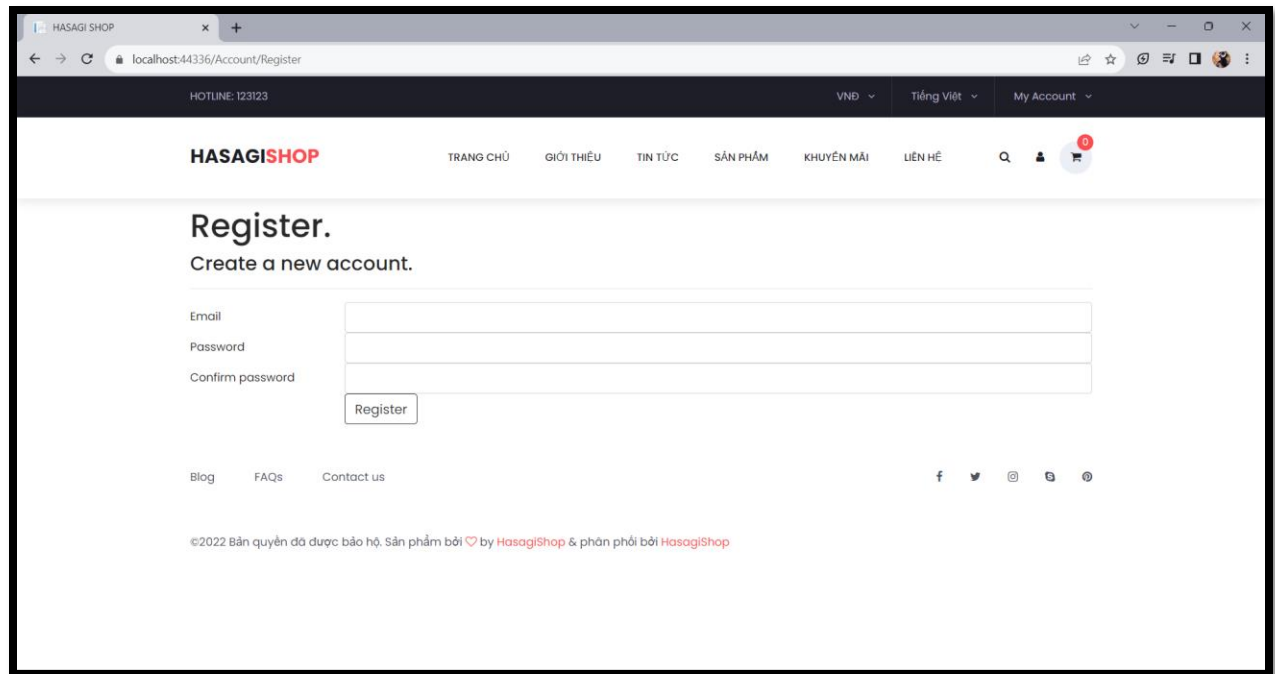 HASAGI SHOP
localhost:44336/Account/Register
HOTLINE: 123123 VNĐ Tiếng Việt My Account
HASAGISHOP TRANG CHỦ GIỚI THIỆU TIN TỨC SẢN PHẨM KHUYẾN MÃI LIÊN HỆ 0
Register.
Create a new account.
Email
Password
Confirm password
Register
Blog FAQs Contact us
©2022 Bản quyền đã được bảo hộ. Sản phẩm bởi ♡ by HasagiShop & phân phối bởi HasagiShop